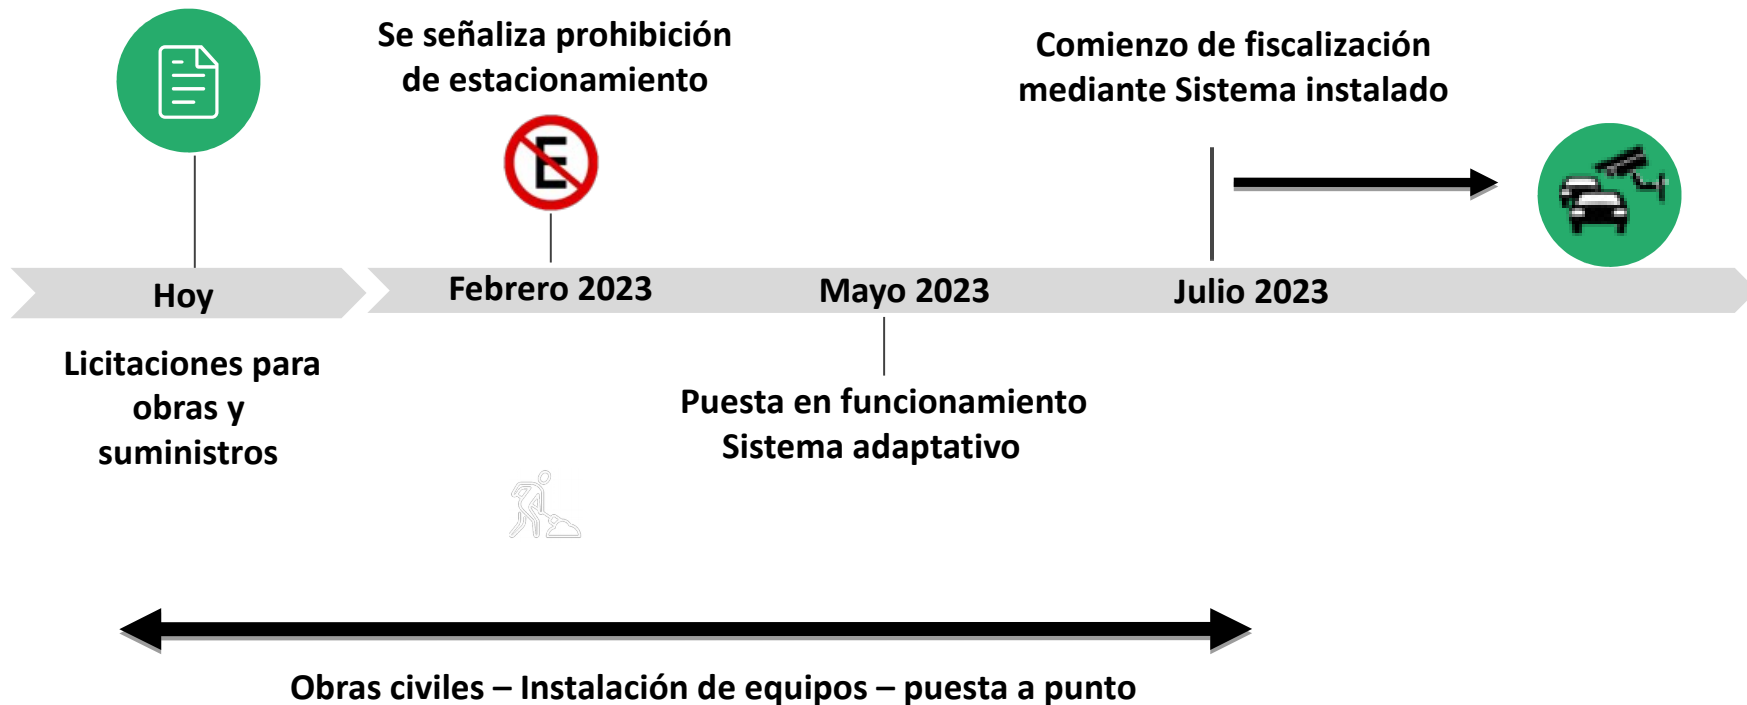 Se señaliza prohibición
de estacionamiento
E
Comienzo de fiscalización
mediante Sistema instalado
Hoy
Febrero 2023
Mayo 2023
Julio 2023
Licitaciones para
obras y
suministros
Puesta en funcionamiento
Sistema adaptativo
Obras civiles – Instalación de equipos – puesta a punto